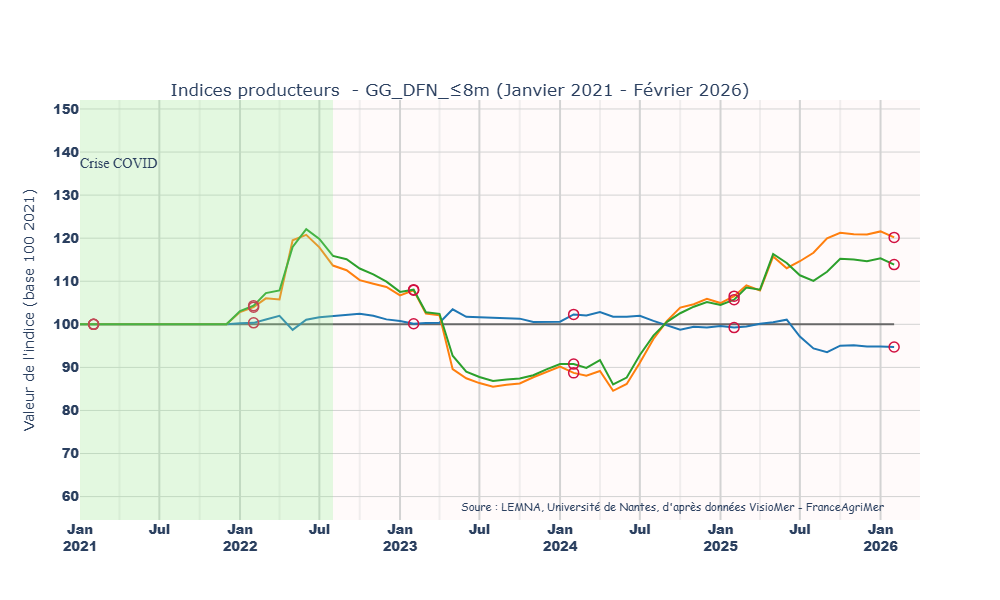 Indices producteurs - GG_DFN_≤8m (Janvier 2021 - Février 2026)
Valeur de l'indice (base 100 2021)
150
140
Crise COVID
130
120
110
100
90
80
70
60
Soure : LEMNA, Université de Nantes, d'après données VisioMer - FranceAgriMer
Jan Jul Jan Jul Jan Jul Jan Jul Jan Jul Jan
2021 2022 2023 2024 2025 2026